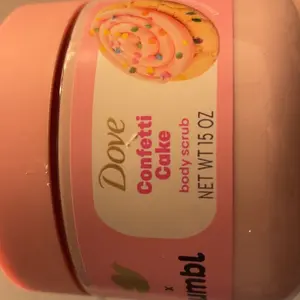 Dove
Confetti
Cake
body scrub
NET WT 15 OZ
x
umbl